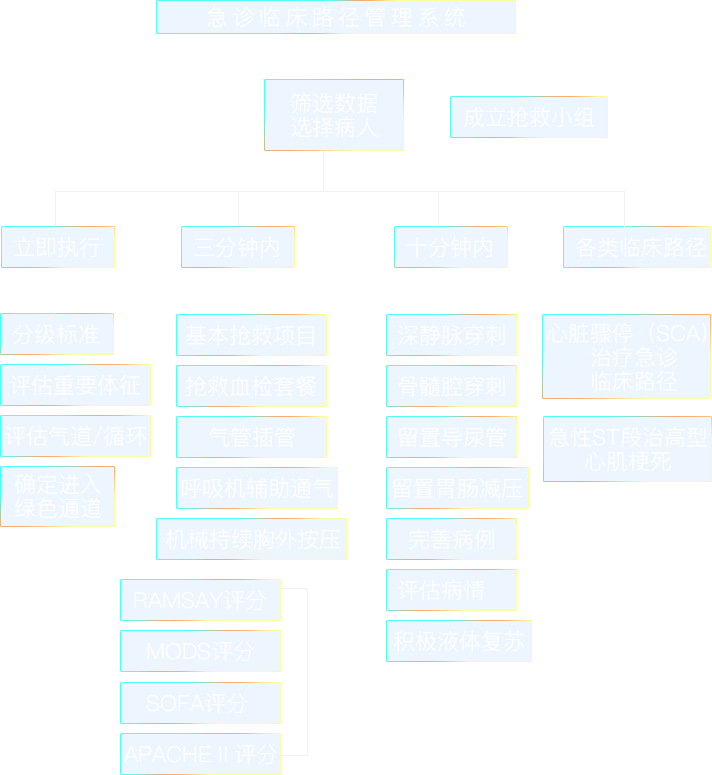 急诊临床路径管理系统
筛选数据
选择病人
成立抢救小组
立即执行
三分钟内
十分钟内
各类临床路径
分级标准
评估重要体征
评估气道/循环
确定进入
绿色通道
基本抢救项目
抢救血检套餐
气管插管
呼吸机辅助通气
机械持续胸外按压
RAMSAY评分
MODS评分
SOFA评分
APACHE II 评分
深静脉穿刺
骨髓腔穿刺
留置导尿管
留置胃肠减压
完善病例
评估病情
积极液体复苏
心脏骤停（SCA)
治疗急诊
临床路径
急性ST段治高型
心肌梗死